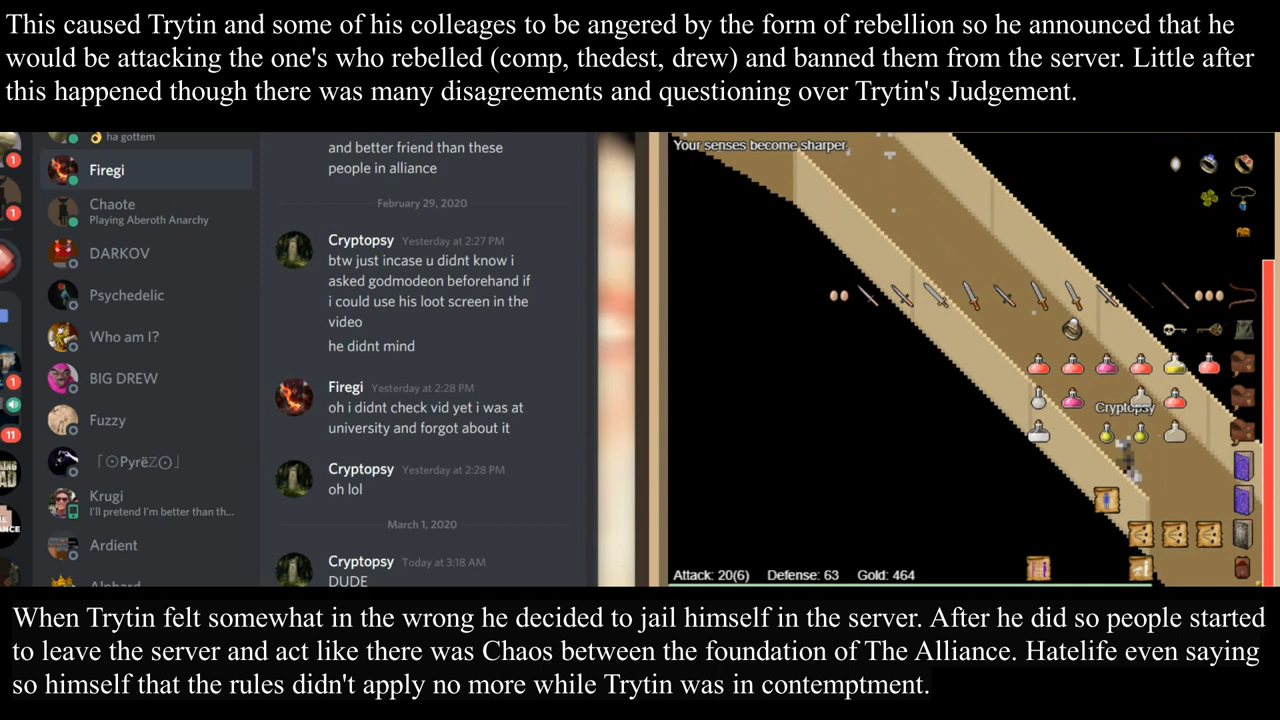 This caused Trytin and some of his colleages to be angered by the form of rebellion so he announced that he
would be attacking the one's who rebelled (comp, thedest, drew) and banned them from the server. Little after
this happened though there was many disagreements and questioning over Trytin's Judgement.
ha gottem
Firegi
Chaote
Playing Aberoth Anarchy
DARKOV
Psychedelic
Who am I?
BIG DREW
Fuzzy
「⊙Pyrëℤ⊙」
Krugi
I'll pretend I'm better than th...
Ardient
Alphard
1
1
1
11
and better friend than these
people in alliance
February 29, 2020
Cryptopsy Yesterday at 2:27 PM
btw just incase u didnt know i
asked godmodeon beforehand if
i could use his loot screen in the
video
he didnt mind
Firegi Yesterday at 2:28 PM
oh i didnt check vid yet i was at
university and forgot about it
Cryptopsy Yesterday at 2:28 PM
oh lol
March 1, 2020
Cryptopsy Today at 3:18 AM
DUDE
Your senses become sharper.
Cryptopsy
Attack: 20(6) Defense: 63 Gold: 464
When Trytin felt somewhat in the wrong he decided to jail himself in the server. After he did so people started
to leave the server and act like there was Chaos between the foundation of The Alliance. Hatelife even saying
so himself that the rules didn't apply no more while Trytin was in contemptment.